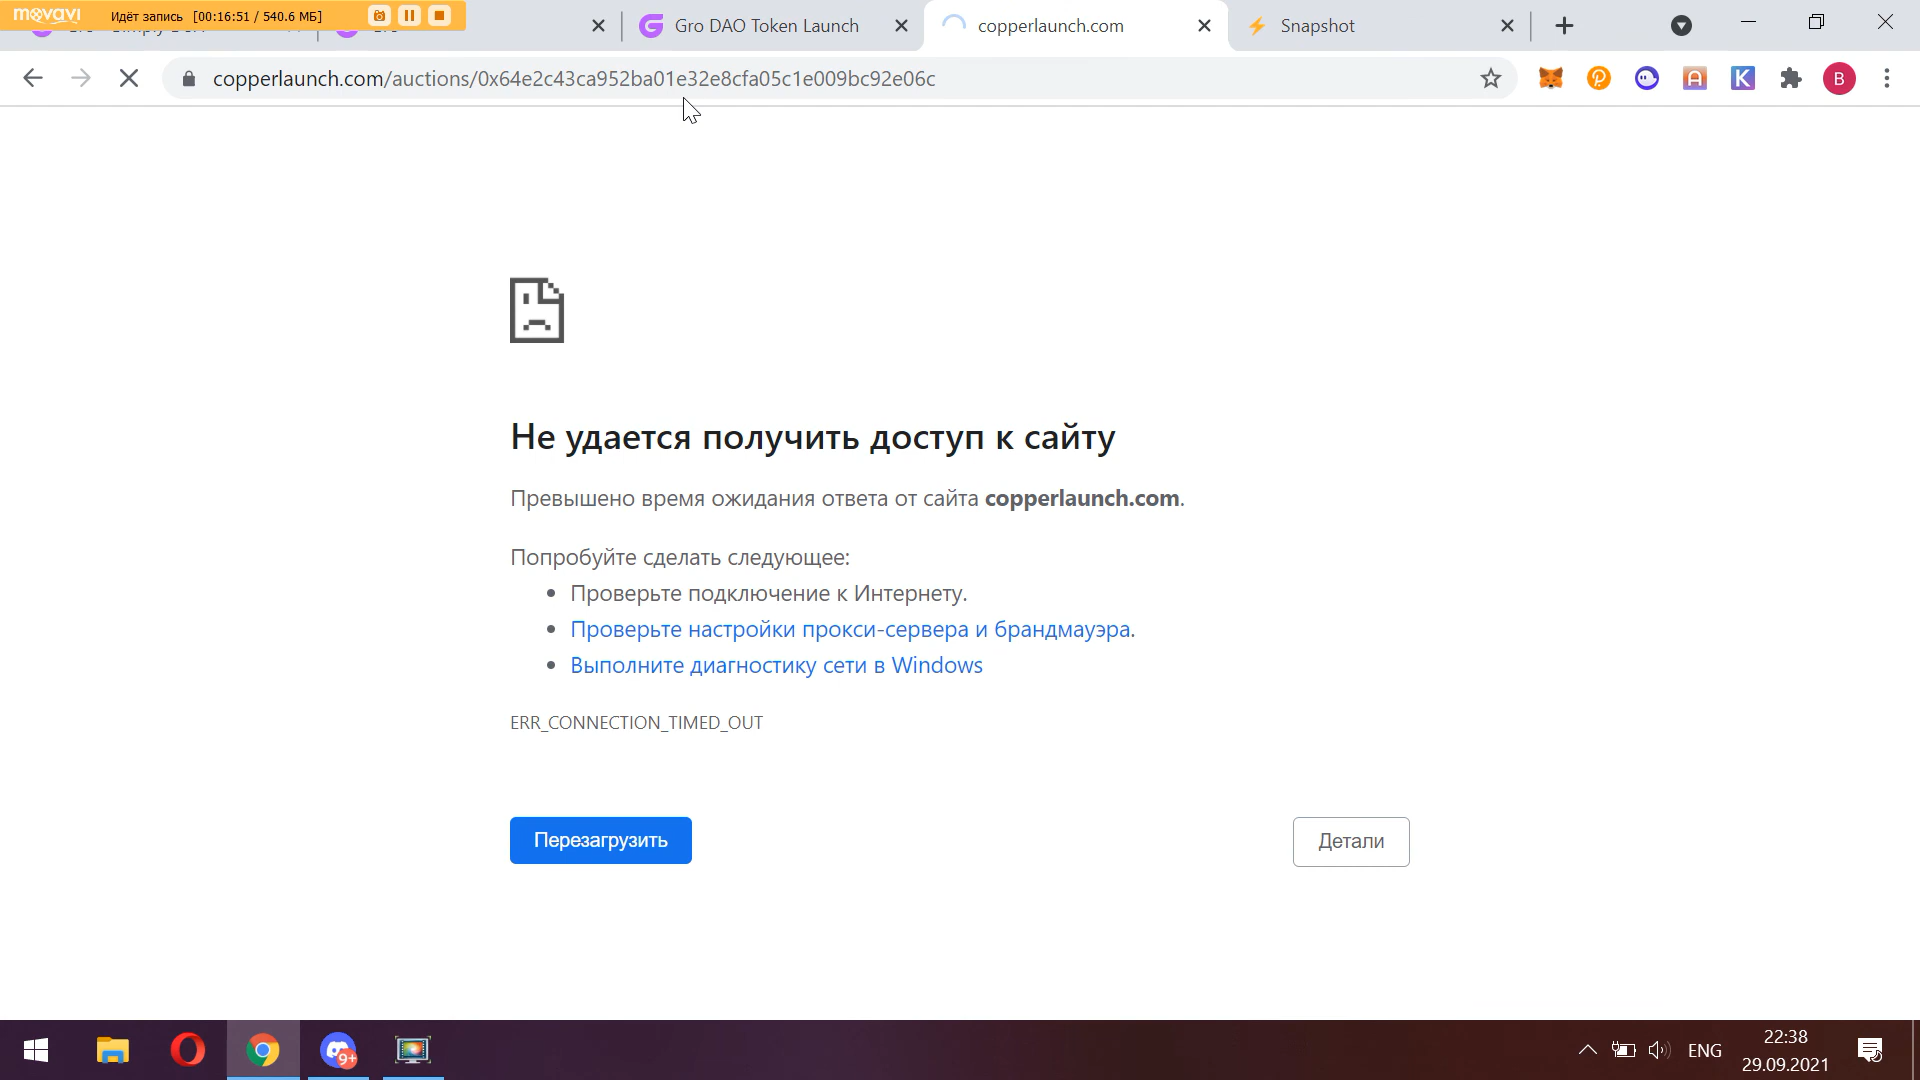 movavi
Идёт запись [00:16:51 / 540.6 МБ]
Gro DAO Token Launch
copperlaunch.com
Snapshot
copperlaunch.com/auctions/0x64e2c43ca952ba01e32e8cfa05c1e009bc92e06c
B
Не удается получить доступ к сайту
Превышено время ожидания ответа от сайта copperlaunch.com.
Попробуйте сделать следующее:
Проверьте подключение к Интернету.
Проверьте настройки прокси-сервера и брандмауэра.
Выполните диагностику сети в Windows
ERR_CONNECTION_TIMED_OUT
Перезагрузить
Детали
9+
ENG
22:38
29.09.2021